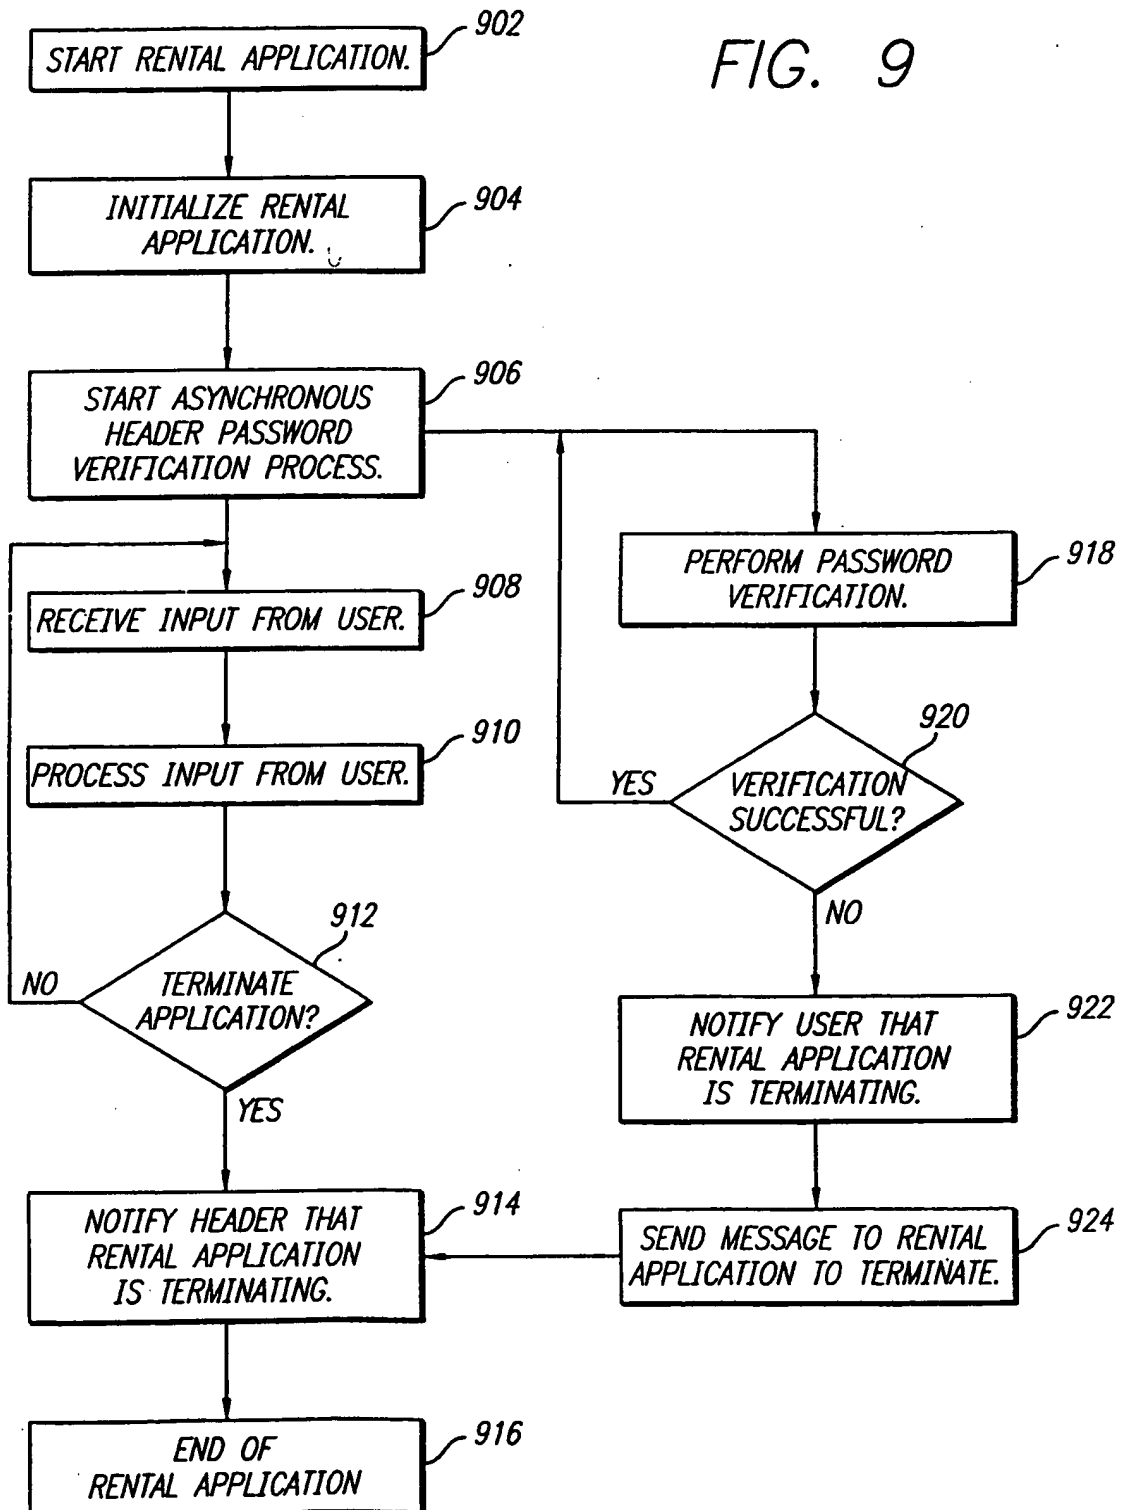 FIG. 9
902
START RENTAL APPLICATION.
904
INITIALIZE RENTAL
APPLICATION.
906
START ASYNCHRONOUS
HEADER PASSWORD
VERIFICATION PROCESS.
908
RECEIVE INPUT FROM USER.
910
PROCESS INPUT FROM USER.
912
TERMINATE
APPLICATION?
NO
YES
914
NOTIFY HEADER THAT
RENTAL APPLICATION
IS TERMINATING.
916
END OF
RENTAL APPLICATION
918
PERFORM PASSWORD
VERIFICATION.
920
VERIFICATION
SUCCESSFUL?
YES
NO
922
NOTIFY USER THAT
RENTAL APPLICATION
IS TERMINATING.
924
SEND MESSAGE TO RENTAL
APPLICATION TO TERMINATE.